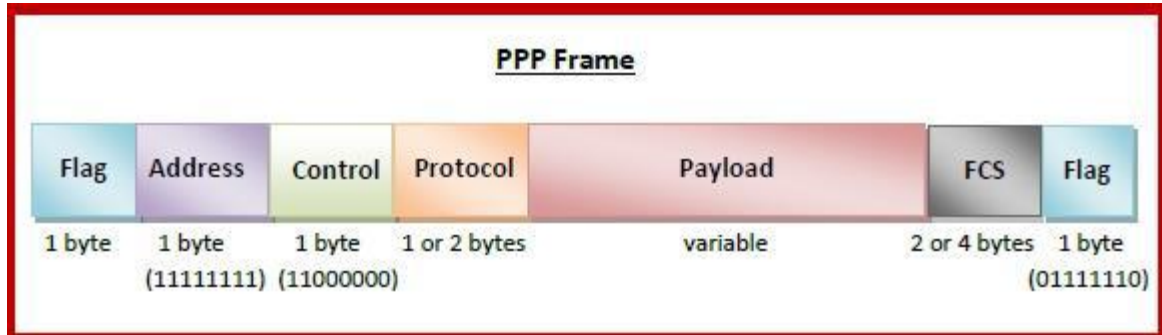 PPP Frame
Flag Address Control Protocol Payload FCS Flag
1 byte 1 byte 1 byte 1 or 2 bytes variable 2 or 4 bytes 1 byte
(11111111) (11000000) (01111110)